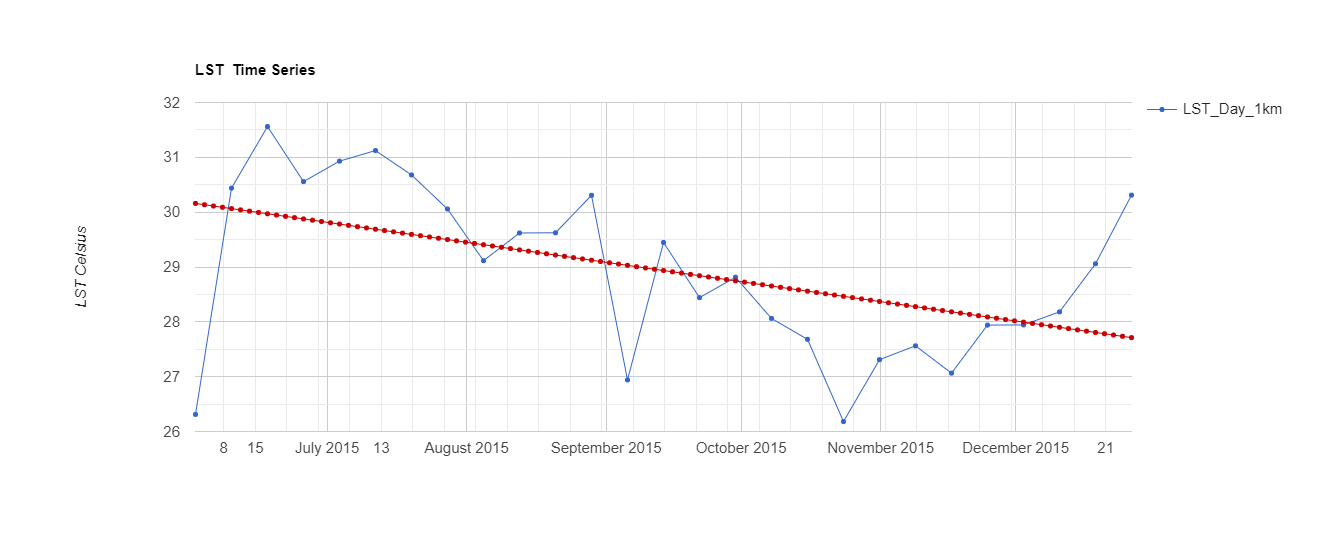 LST Time Series
LST_Day_1km
32
31
30
29
28
27
26
LST Celsius
8 15 July 2015 13 August 2015 September 2015 October 2015 November 2015 December 2015 21